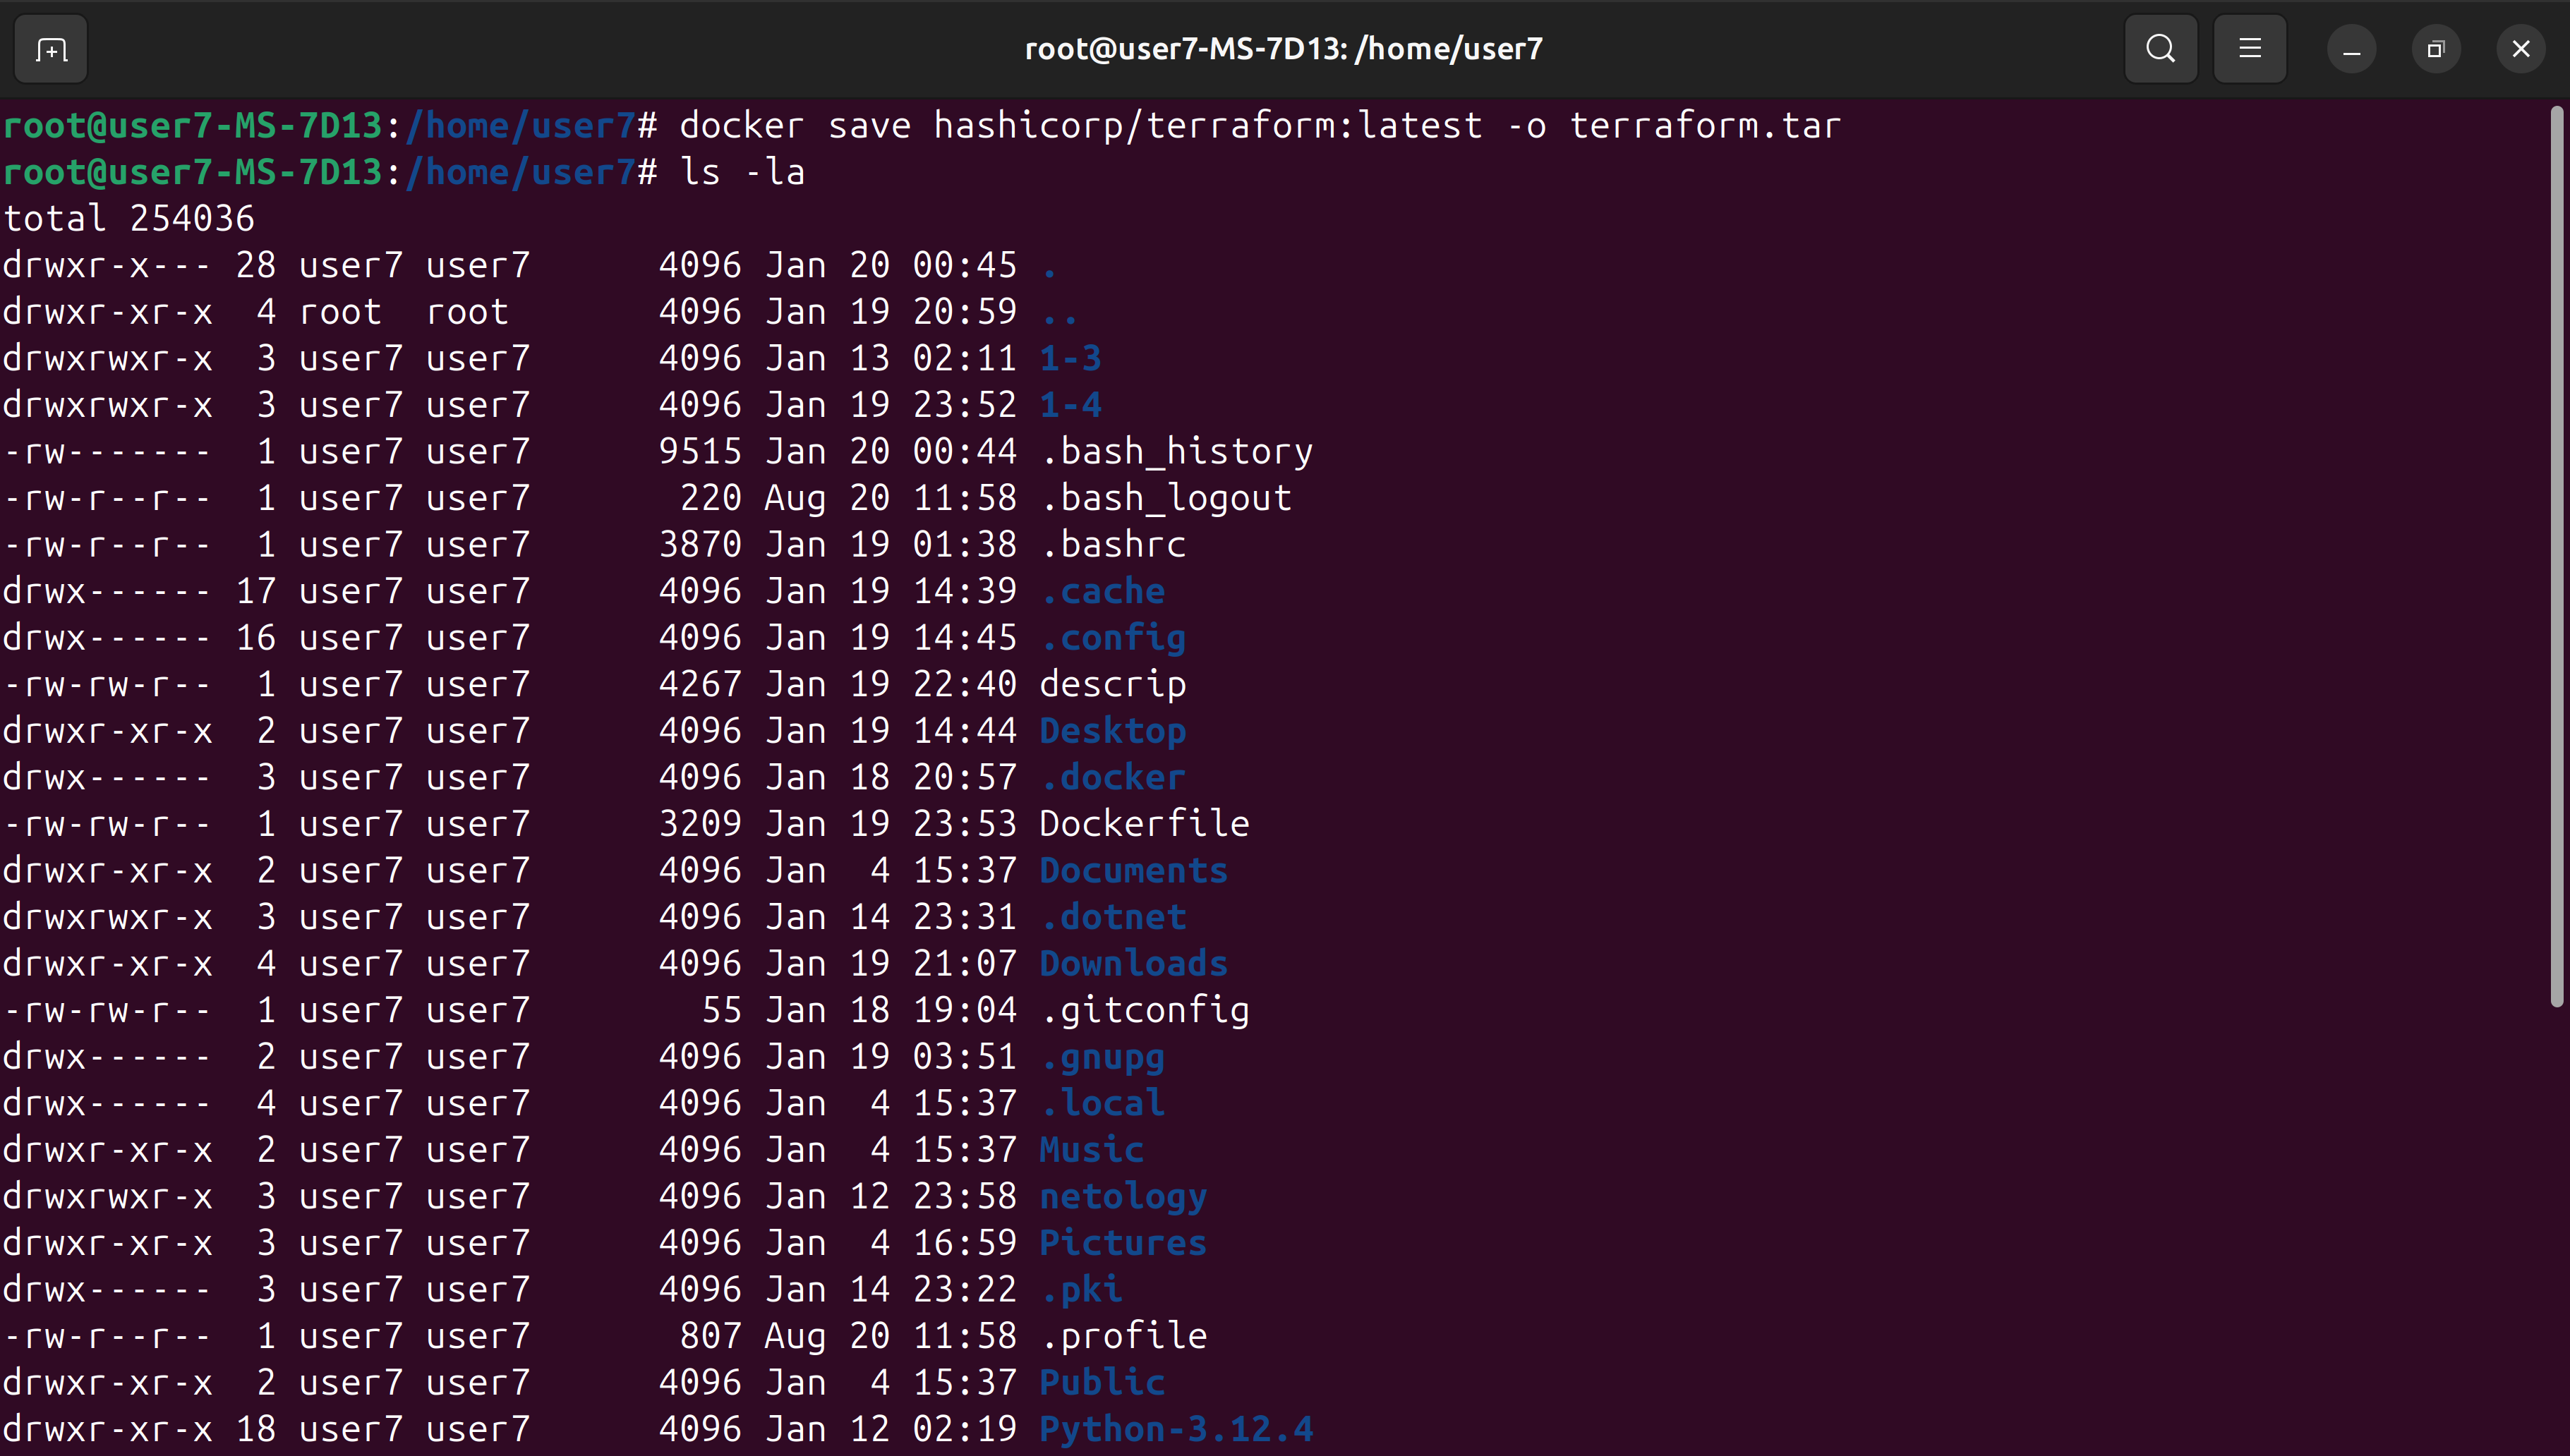 root@user7-MS-7D13: /home/user7
root@user7-MS-7D13:/home/user7# docker save hashicorp/terraform:latest -o terraform.tar
root@user7-MS-7D13:/home/user7# ls -la
total 254036
drwxr-x--- 28 user7 user7      4096 Jan 20 00:45 .
drwxr-xr-x  4 root  root       4096 Jan 19 20:59 ..
drwxrwxr-x  3 user7 user7      4096 Jan 13 02:11 1-3
drwxrwxr-x  3 user7 user7      4096 Jan 19 23:52 1-4
-rw-------  1 user7 user7      9515 Jan 20 00:44 .bash_history
-rw-r--r--  1 user7 user7       220 Aug 20 11:58 .bash_logout
-rw-r--r--  1 user7 user7      3870 Jan 19 01:38 .bashrc
drwx------ 17 user7 user7      4096 Jan 19 14:39 .cache
drwx------ 16 user7 user7      4096 Jan 19 14:45 .config
-rw-rw-r--  1 user7 user7      4267 Jan 19 22:40 descrip
drwxr-xr-x  2 user7 user7      4096 Jan 19 14:44 Desktop
drwx------  3 user7 user7      4096 Jan 18 20:57 .docker
-rw-rw-r--  1 user7 user7      3209 Jan 19 23:53 Dockerfile
drwxr-xr-x  2 user7 user7      4096 Jan  4 15:37 Documents
drwxrwxr-x  3 user7 user7      4096 Jan 14 23:31 .dotnet
drwxr-xr-x  4 user7 user7      4096 Jan 19 21:07 Downloads
-rw-rw-r--  1 user7 user7        55 Jan 18 19:04 .gitconfig
drwx------  2 user7 user7      4096 Jan 19 03:51 .gnupg
drwx------  4 user7 user7      4096 Jan  4 15:37 .local
drwxr-xr-x  2 user7 user7      4096 Jan  4 15:37 Music
drwxrwxr-x  3 user7 user7      4096 Jan 12 23:58 netology
drwxr-xr-x  3 user7 user7      4096 Jan  4 16:59 Pictures
drwx------  3 user7 user7      4096 Jan 14 23:22 .pki
-rw-r--r--  1 user7 user7       807 Aug 20 11:58 .profile
drwxr-xr-x  2 user7 user7      4096 Jan  4 15:37 Public
drwxr-xr-x 18 user7 user7      4096 Jan 12 02:19 Python-3.12.4